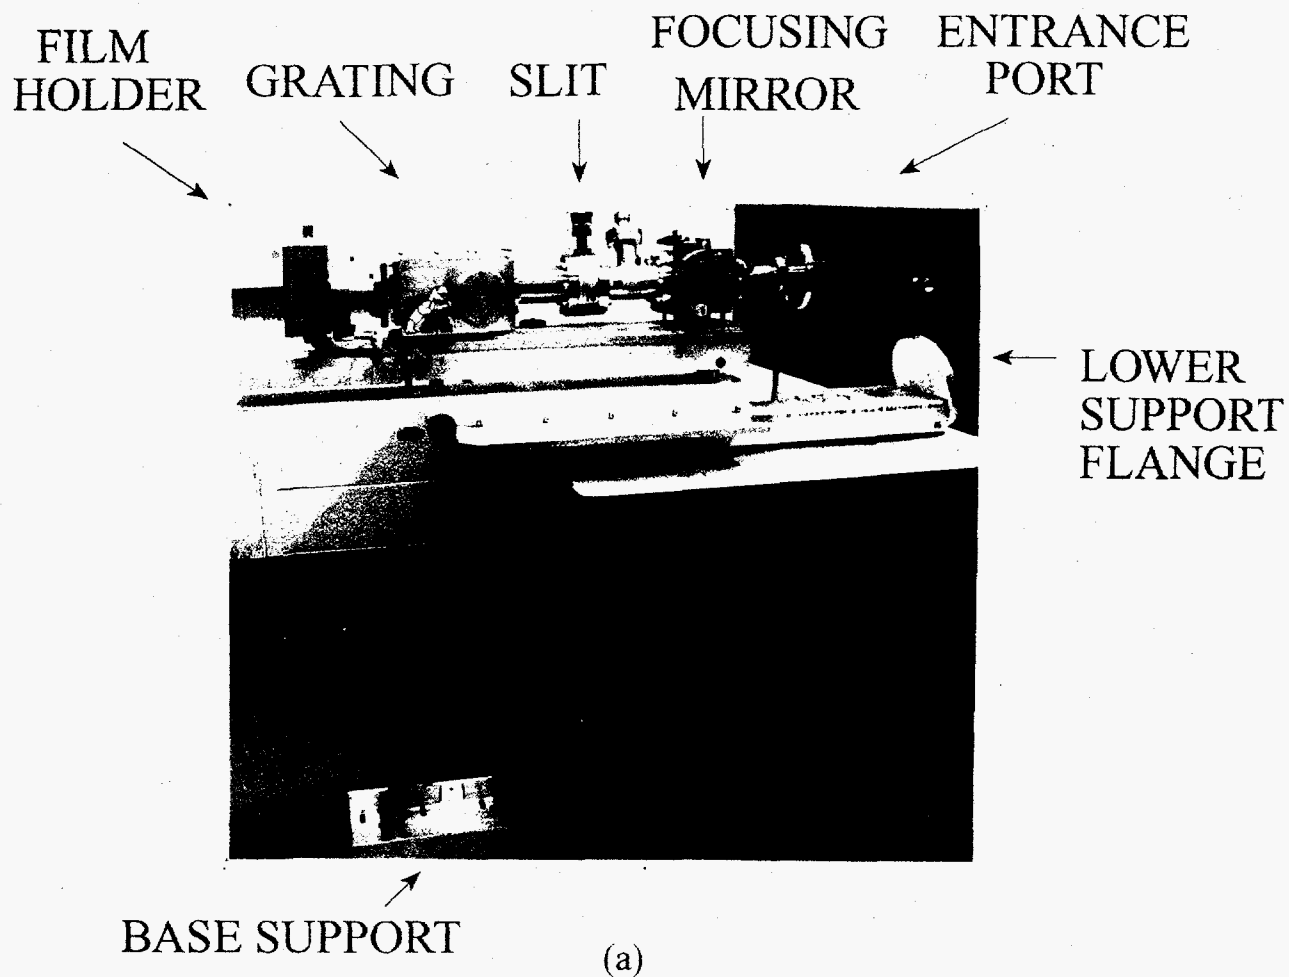 FILM
HOLDER
GRATING
SLIT
FOCUSING
MIRROR
ENTRANCE
PORT
LOWER
SUPPORT
FLANGE
BASE SUPPORT
(a)